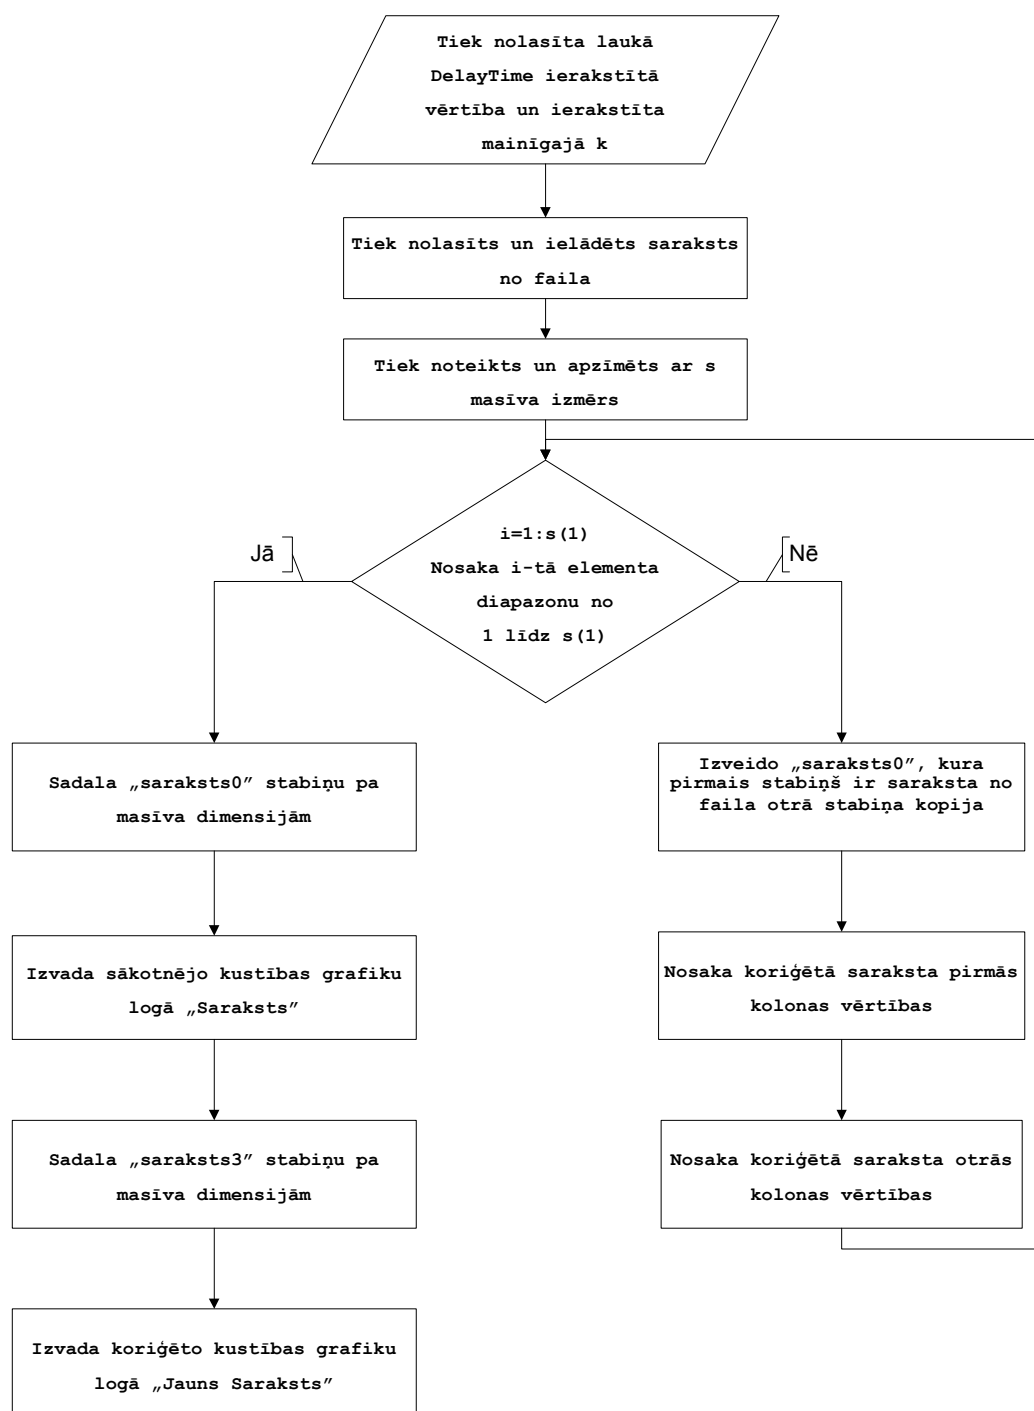 Tiek nolasīta laukā
DelayTime ierakstītā
vērtība un ierakstīta
mainīgajā k
Tiek nolasīts un ielādēts saraksts
no faila
Tiek noteikts un apzīmēts ar s
masīva izmērs
i=1:s(1)
Nosaka i-tā elementa
diapazonu no
1 līdz s(1)
Jā
Nē
Sadala „saraksts0” stabiņu pa
masīva dimensijām
Izvada sākotnējo kustības grafiku
logā „Saraksts”
Sadala „saraksts3” stabiņu pa
masīva dimensijām
Izvada koriģēto kustības grafiku
logā „Jauns Saraksts”
Izveido „saraksts0”, kura
pirmais stabiņš ir saraksta no
faila otrā stabiņa kopija
Nosaka koriģētā saraksta pirmās
kolonas vērtības
Nosaka koriģētā saraksta otrās
kolonas vērtības